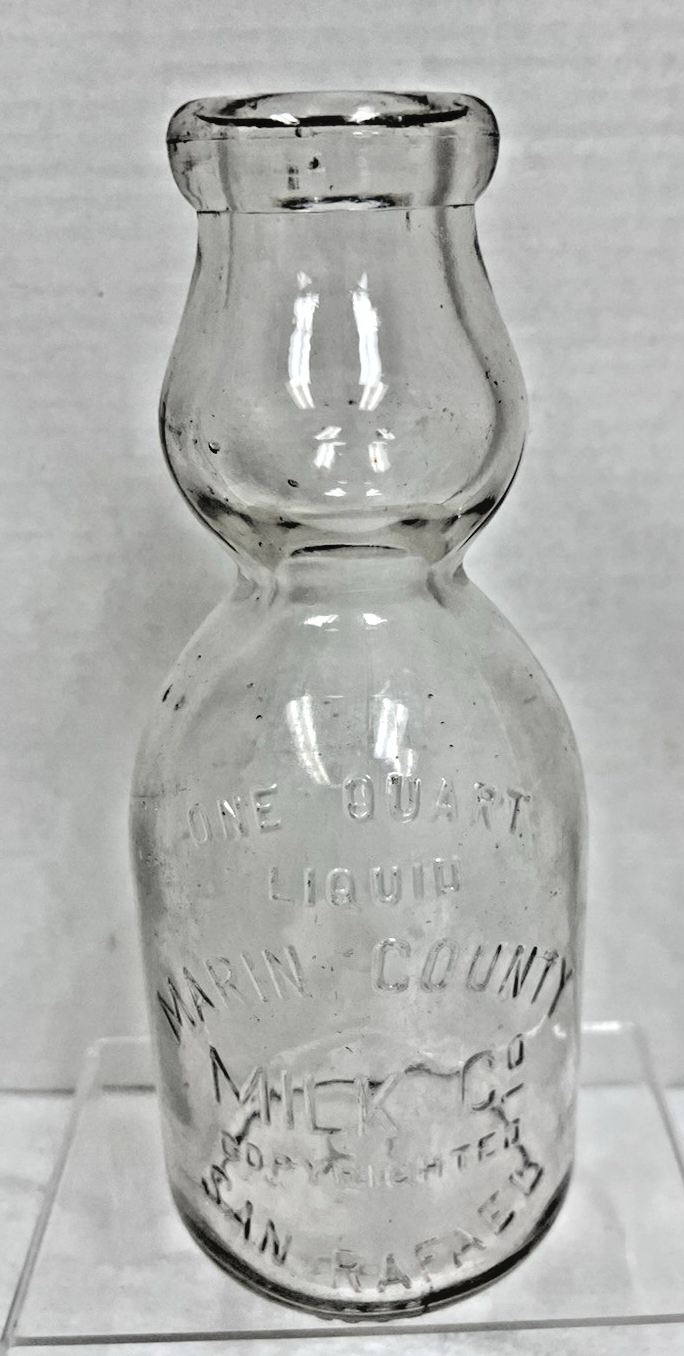 ONE QUART
LIQUID
MARIN COUNTY
MILK Co
COPYRIGHTED
SAN RAFAEL